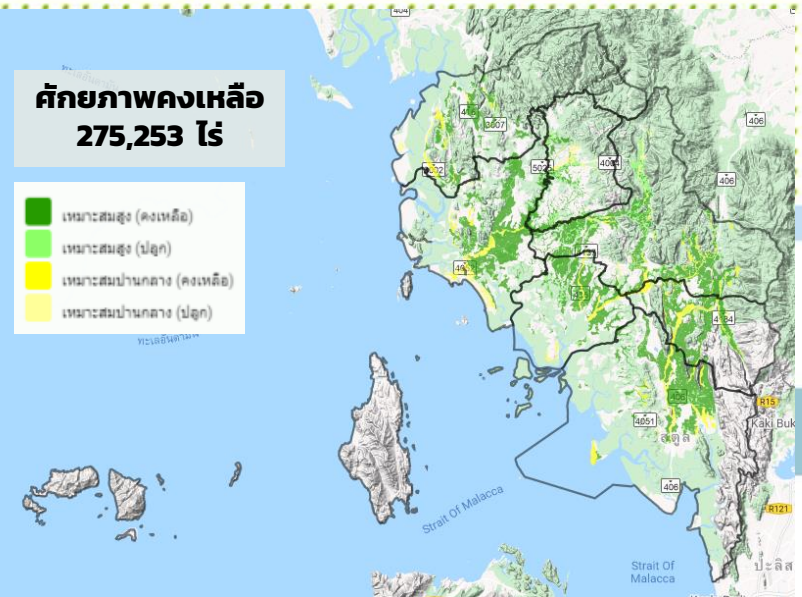 404
ศักยภาพคงเหลือ
275,253 ไร่
เหมาะสมสูง (คงเหลือ)
เหมาะสมสูง (ปลูก)
เหมาะสมปานกลาง (คงเหลือ)
เหมาะสมปานกลาง (ปลูก)
406
406
4051
สตูล
406
R15
Kaki Buk
R121
ปะลิส
Strait Of Malacca
Strait Of
Malacca